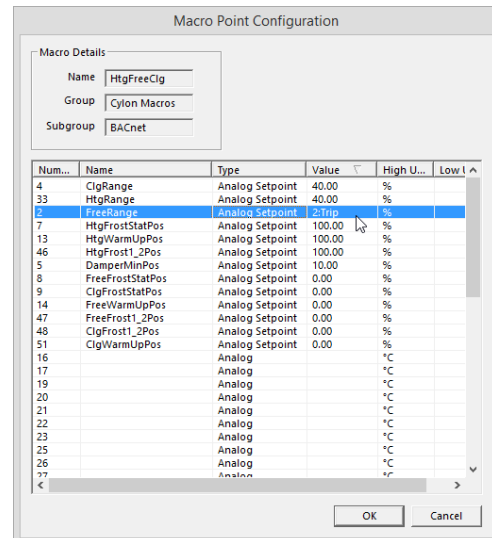 Macro Point Configuration
Macro Details
Name HtgFreeClg
Group Cylon Macros
Subgroup BACnet
Num... Name Type Value High U... Low U
4 ClgRange Analog Setpoint 40.00 %
33 HtgRange Analog Setpoint 40.00 %
2 FreeRange Analog Setpoint 2:Trip %
7 HtgFrostStatPos Analog Setpoint 100.00 %
13 HtgWarmUpPos Analog Setpoint 100.00 %
46 HtgFrost1_2Pos Analog Setpoint 100.00 %
5 DamperMinPos Analog Setpoint 10.00 %
8 FreeFrostStatPos Analog Setpoint 0.00 %
9 ClgFrostStatPos Analog Setpoint 0.00 %
14 FreeWarmUpPos Analog Setpoint 0.00 %
47 FreeFrost1_2Pos Analog Setpoint 0.00 %
48 ClgFrost1_2Pos Analog Setpoint 0.00 %
51 ClgWarmUpPos Analog Setpoint 0.00 %
16 Analog °C
17 Analog °C
19 Analog °C
20 Analog °C
21 Analog °C
22 Analog °C
23 Analog °C
25 Analog °C
26 Analog °C
27 Analog °C
OK Cancel